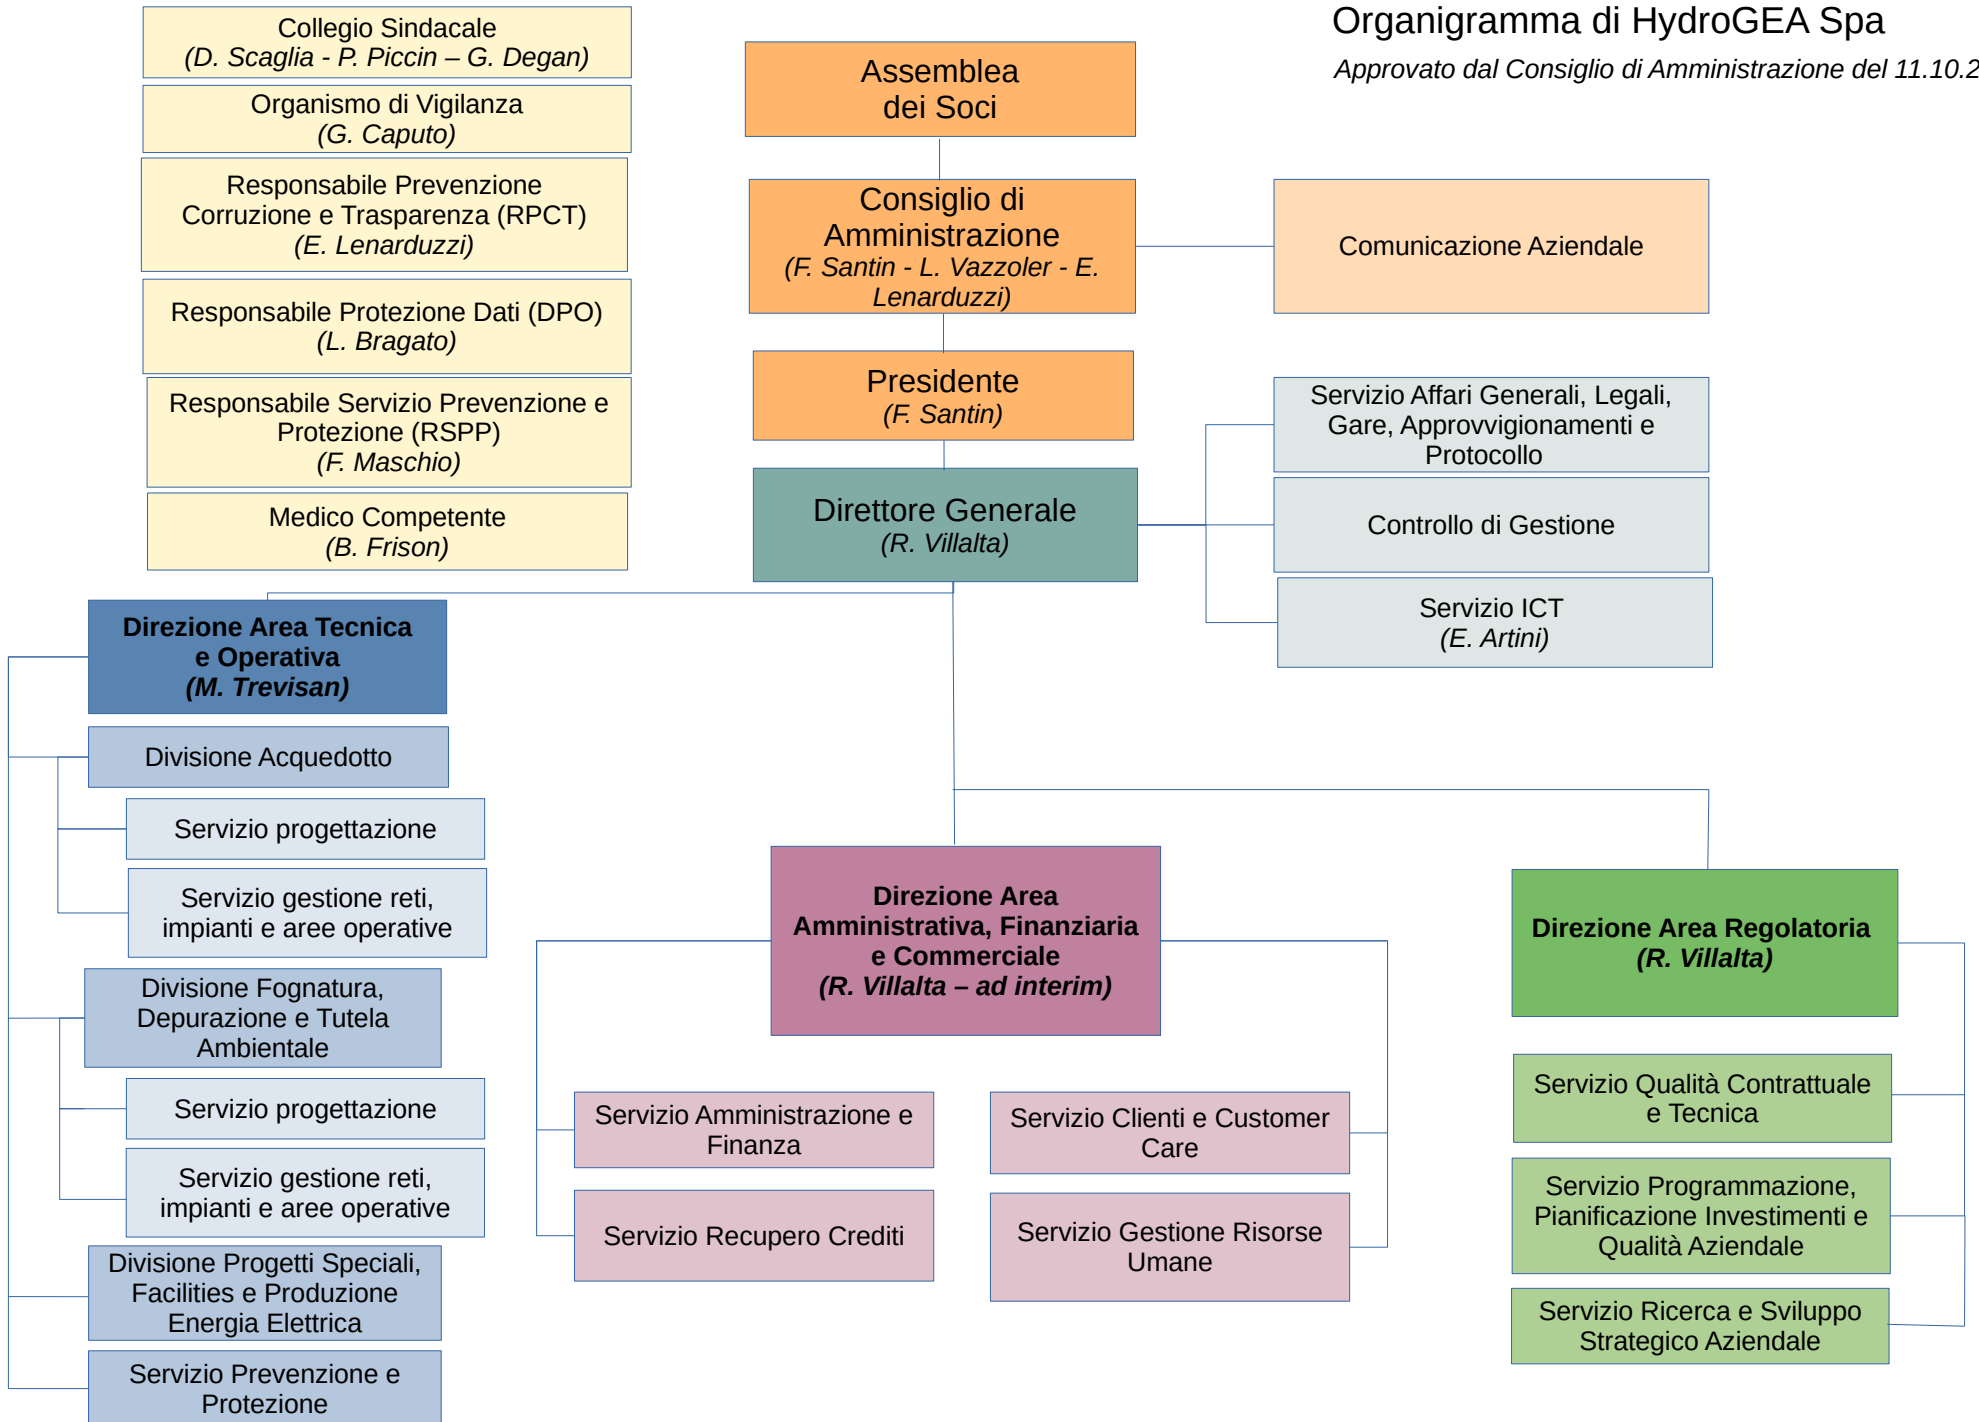 Organigramma di HydroGEA Spa
Approvato dal Consiglio di Amministrazione del 11.10.2
Collegio Sindacale
(D. Scaglia - P. Piccin – G. Degan)
Organismo di Vigilanza
(G. Caputo)
Responsabile Prevenzione
Corruzione e Trasparenza (RPCT)
(E. Lenarduzzi)
Responsabile Protezione Dati (DPO)
(L. Bragato)
Responsabile Servizio Prevenzione e
Protezione (RSPP)
(F. Maschio)
Medico Competente
(B. Frison)
Assemblea
dei Soci
Consiglio di
Amministrazione
(F. Santin - L. Vazzoler - E.
Lenarduzzi)
Comunicazione Aziendale
Presidente
(F. Santin)
Direttore Generale
(R. Villalta)
Servizio Affari Generali, Legali,
Gare, Approvvigionamenti e
Protocollo
Controllo di Gestione
Servizio ICT
(E. Artini)
Direzione Area Tecnica
e Operativa
(M. Trevisan)
Divisione Acquedotto
Servizio progettazione
Servizio gestione reti,
impianti e aree operative
Divisione Fognatura,
Depurazione e Tutela
Ambientale
Servizio progettazione
Servizio gestione reti,
impianti e aree operative
Divisione Progetti Speciali,
Facilities e Produzione
Energia Elettrica
Servizio Prevenzione e
Protezione
Direzione Area
Amministrativa, Finanziaria
e Commerciale
(R. Villalta – ad interim)
Servizio Amministrazione e
Finanza
Servizio Recupero Crediti
Servizio Clienti e Customer
Care
Servizio Gestione Risorse
Umane
Direzione Area Regolatoria
(R. Villalta)
Servizio Qualità Contrattuale
e Tecnica
Servizio Programmazione,
Pianificazione Investimenti e
Qualità Aziendale
Servizio Ricerca e Sviluppo
Strategico Aziendale